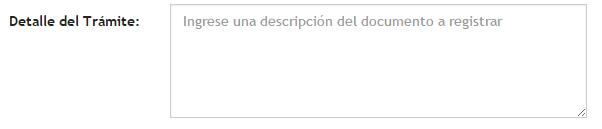 Detalle del Trámite:
Ingrese una descripción del documento a registrar